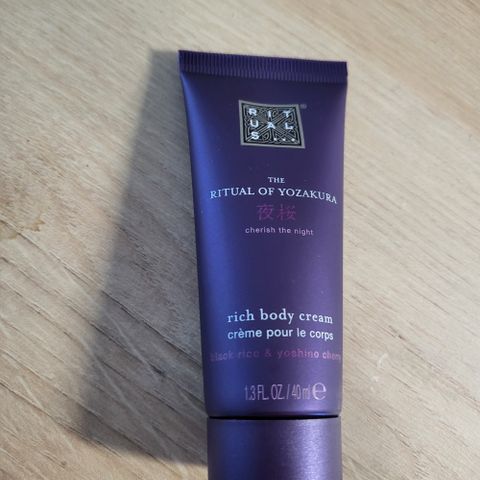 RIT
UAL
S...
®
THE
RITUAL OF YOZAKURA
夜桜
cherish the night
rich body cream
crème pour le corps
black rice & yoshino cherry
1.3 FL. OZ. / 40 ml ℮